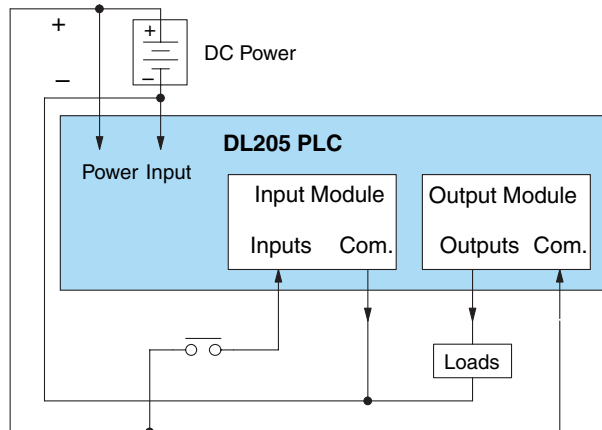 +
+
DC Power
–
–
DL205 PLC
Power Input
Input Module
Output Module
Inputs Com.
Outputs Com.
Loads